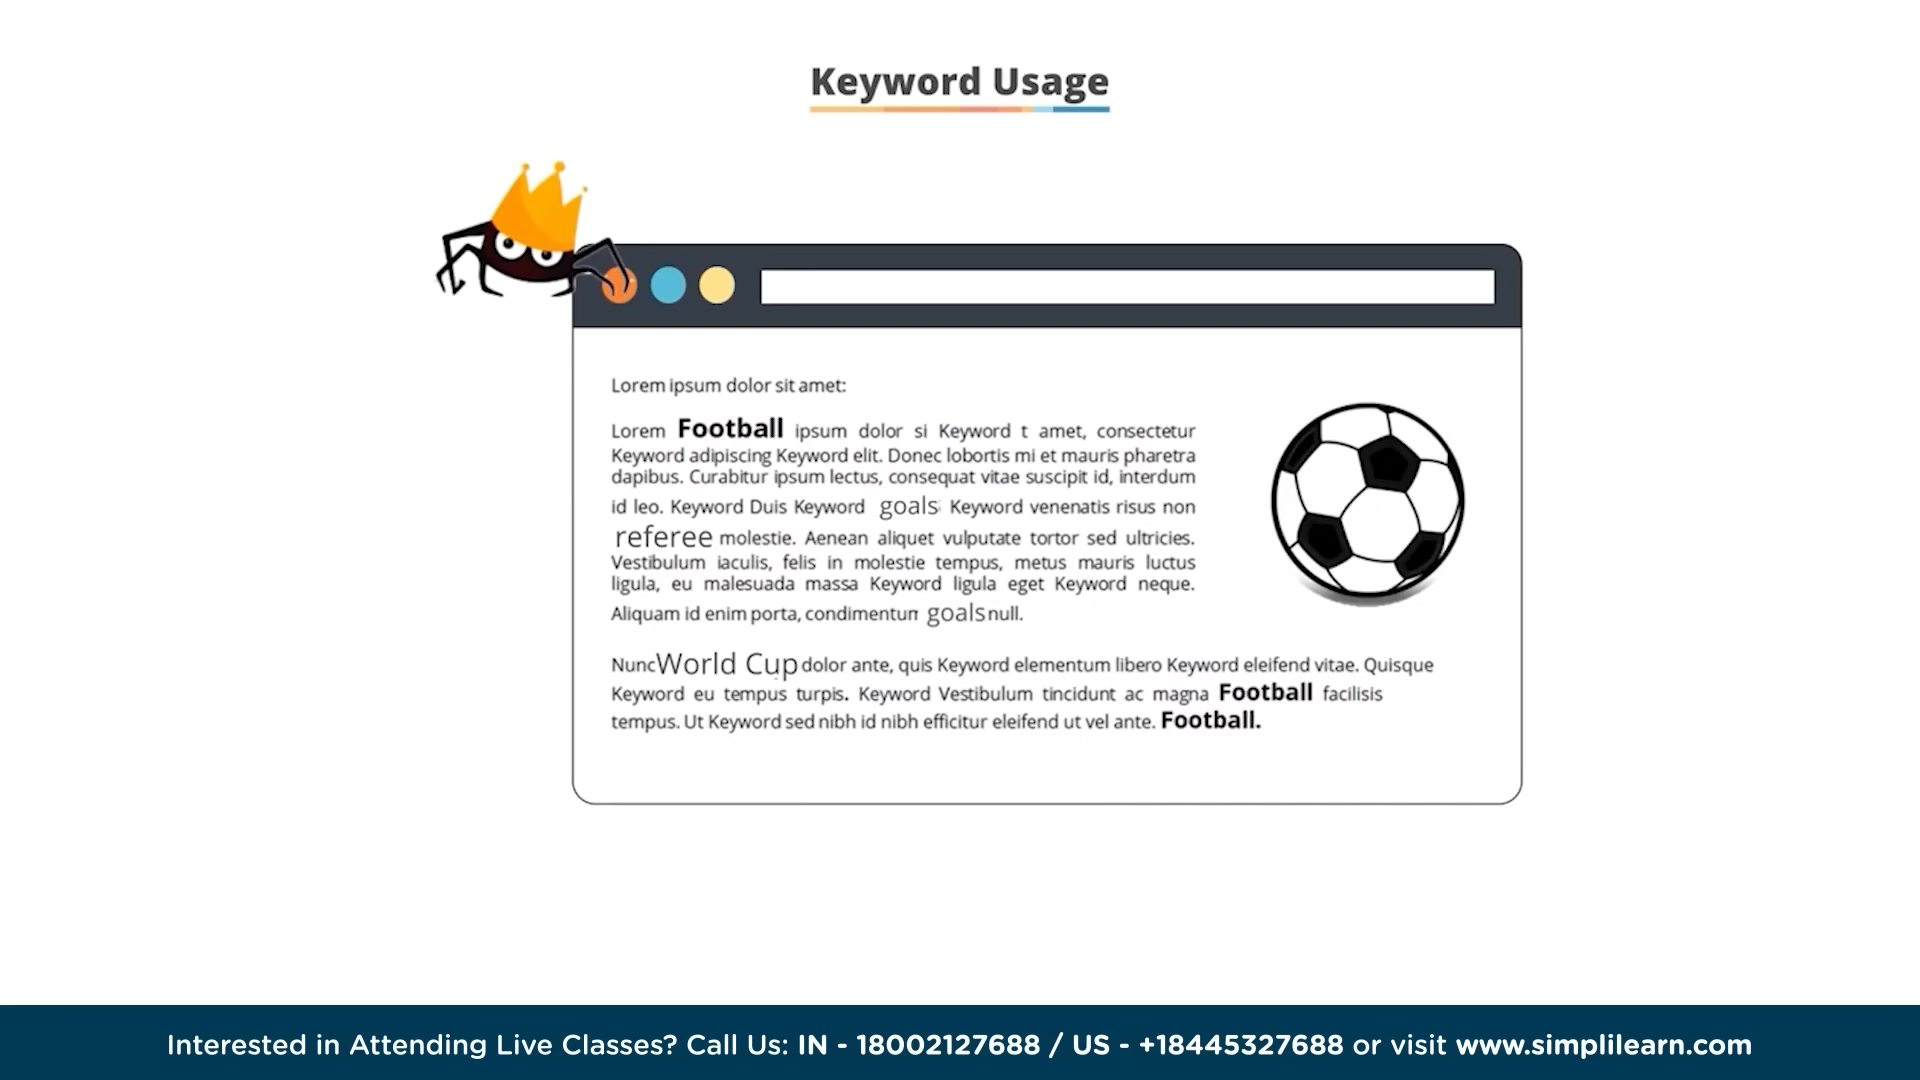 Keyword Usage
Lorem ipsum dolor sit amet:
Lorem Football ipsum dolor si Keyword t amet, consectetur
Keyword adipiscing Keyword elit. Donec lobortis mi et mauris pharetra
dapibus. Curabitur ipsum lectus, consequat vitae suscipit id, interdum
id leo. Keyword Duis Keyword goals Keyword venenatis risus non
referee molestie. Aenean aliquet vulputate tortor sed ultricies.
Vestibulum iaculis, felis in molestie tempus, metus mauris luctus
ligula, eu malesuada massa Keyword ligula eget Keyword neque.
Aliquam id enim porta, condimentum goals null.
Nunc World Cup dolor ante, quis Keyword elementum libero Keyword eleifend vitae. Quisque
Keyword eu tempus turpis. Keyword Vestibulum tincidunt ac magna Football facilisis
tempus. Ut Keyword sed nibh id nibh efficitur eleifend ut vel ante. Football.
Interested in Attending Live Classes? Call Us: IN - 18002127688 / US - +18445327688 or visit www.simplilearn.com